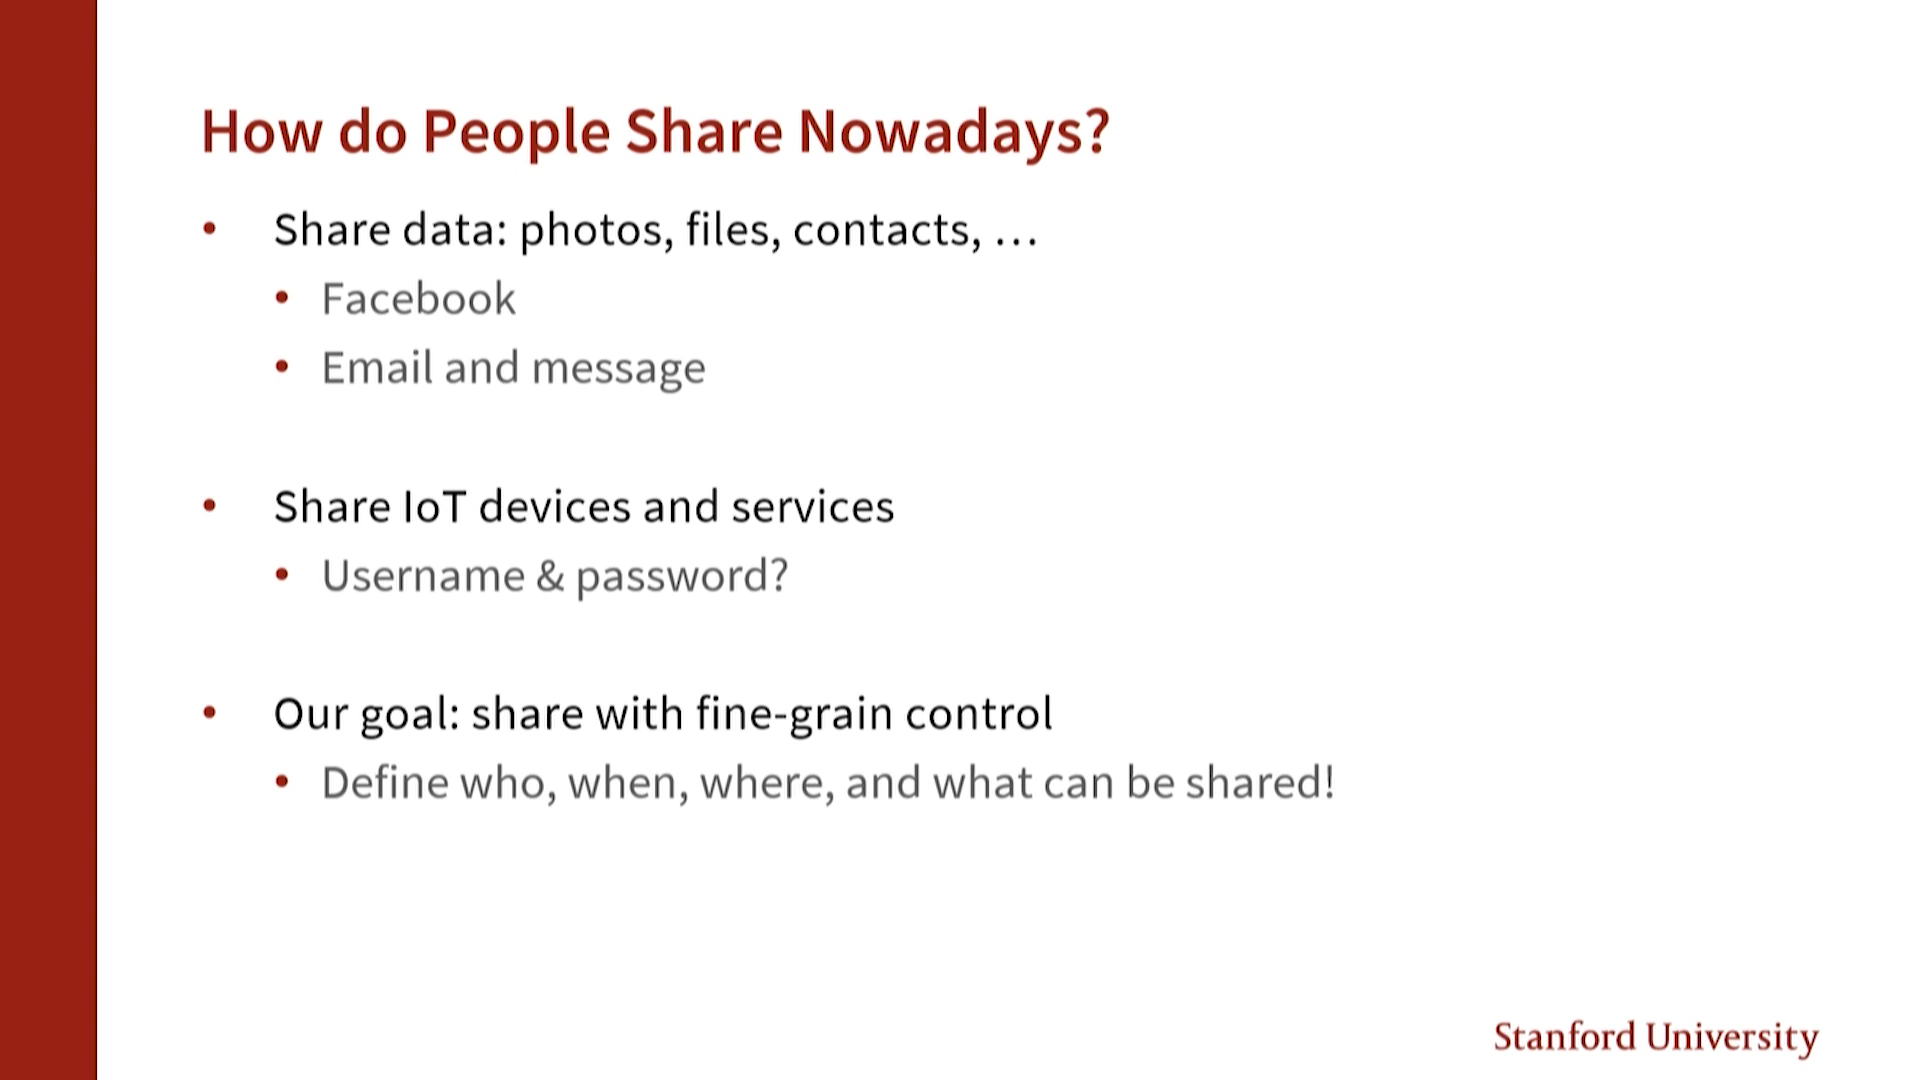 How do People Share Nowadays?
• Share data: photos, files, contacts, …
• Facebook
• Email and message
• Share IoT devices and services
• Username & password?
• Our goal: share with fine-grain control
• Define who, when, where, and what can be shared!
Stanford University